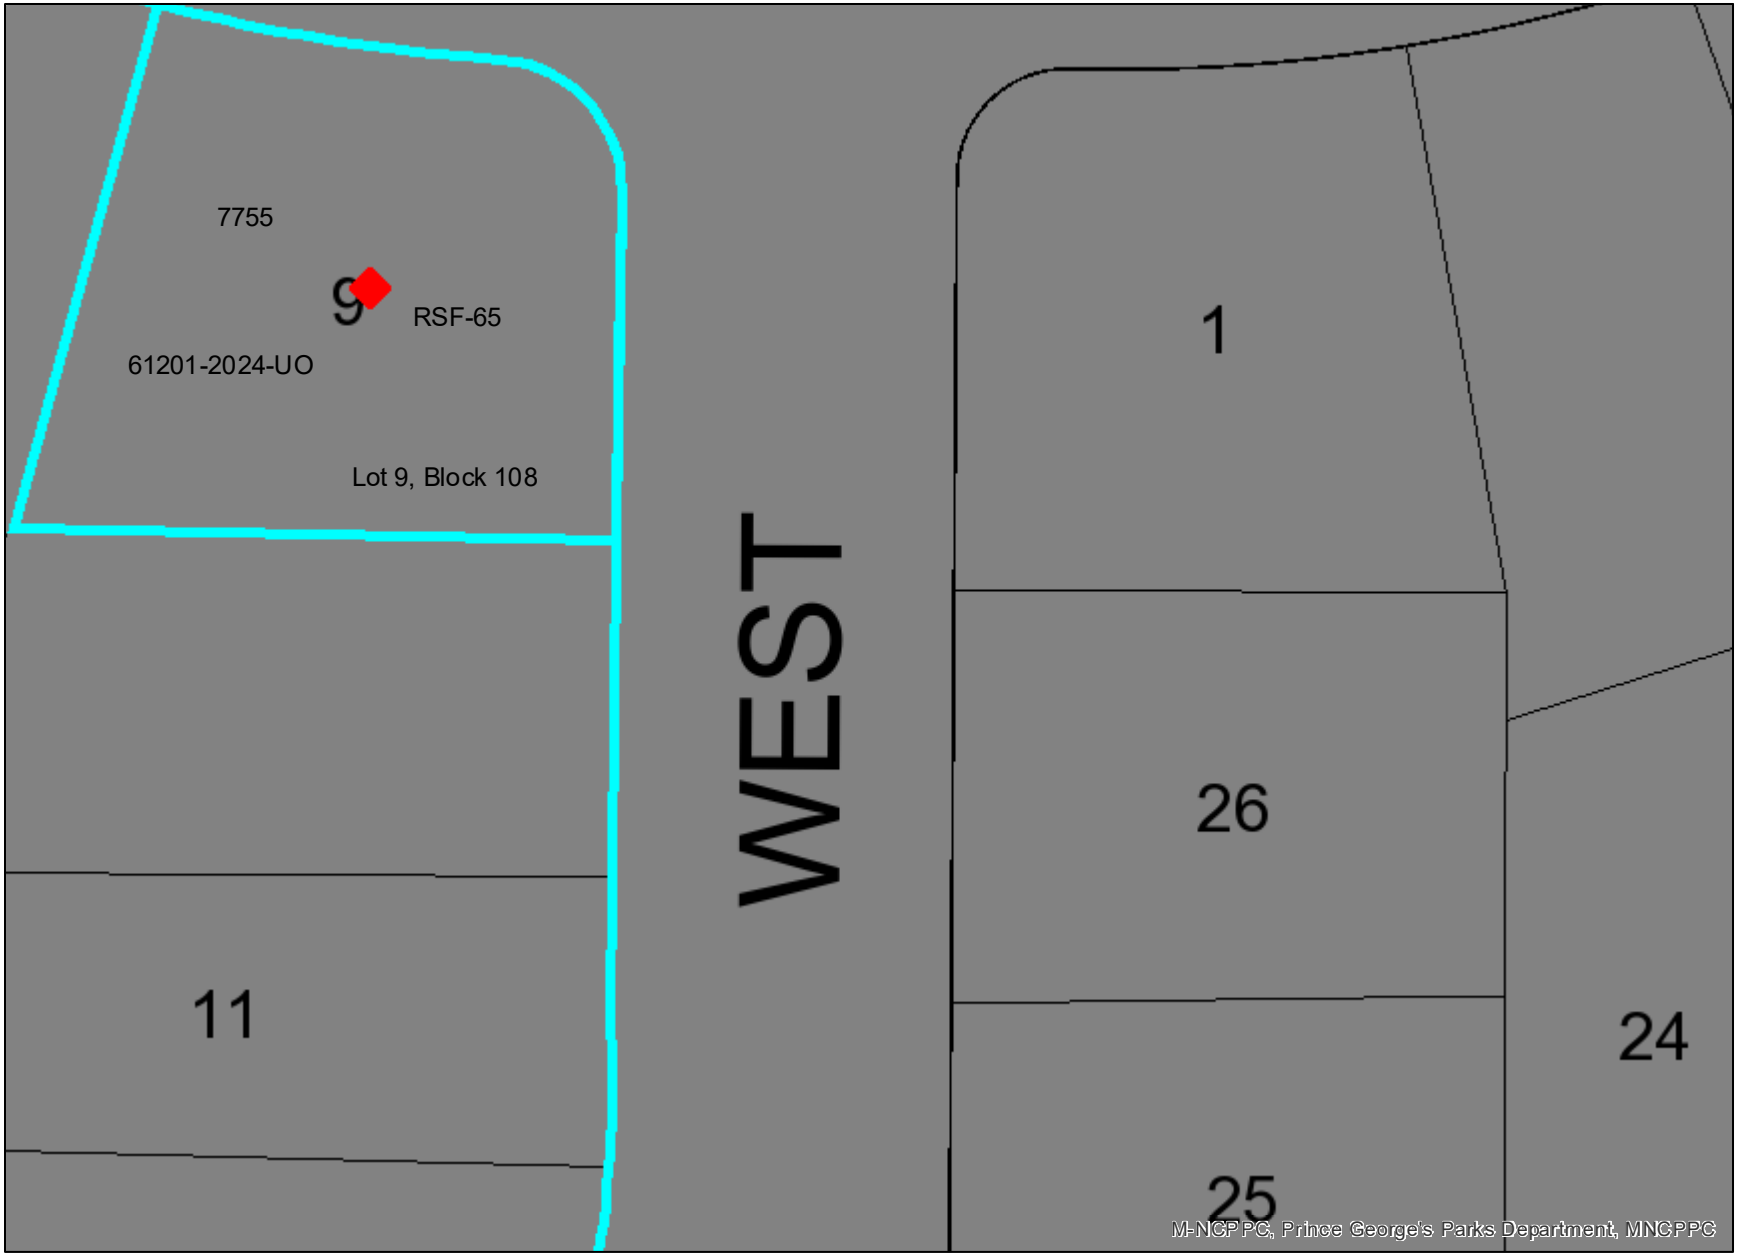 7755
9
RSF-65
61201-2024-UO
Lot 9, Block 108
1
WEST
26
11
24
25
M-NCPPC, Prince George's Parks Department, MNCPPC